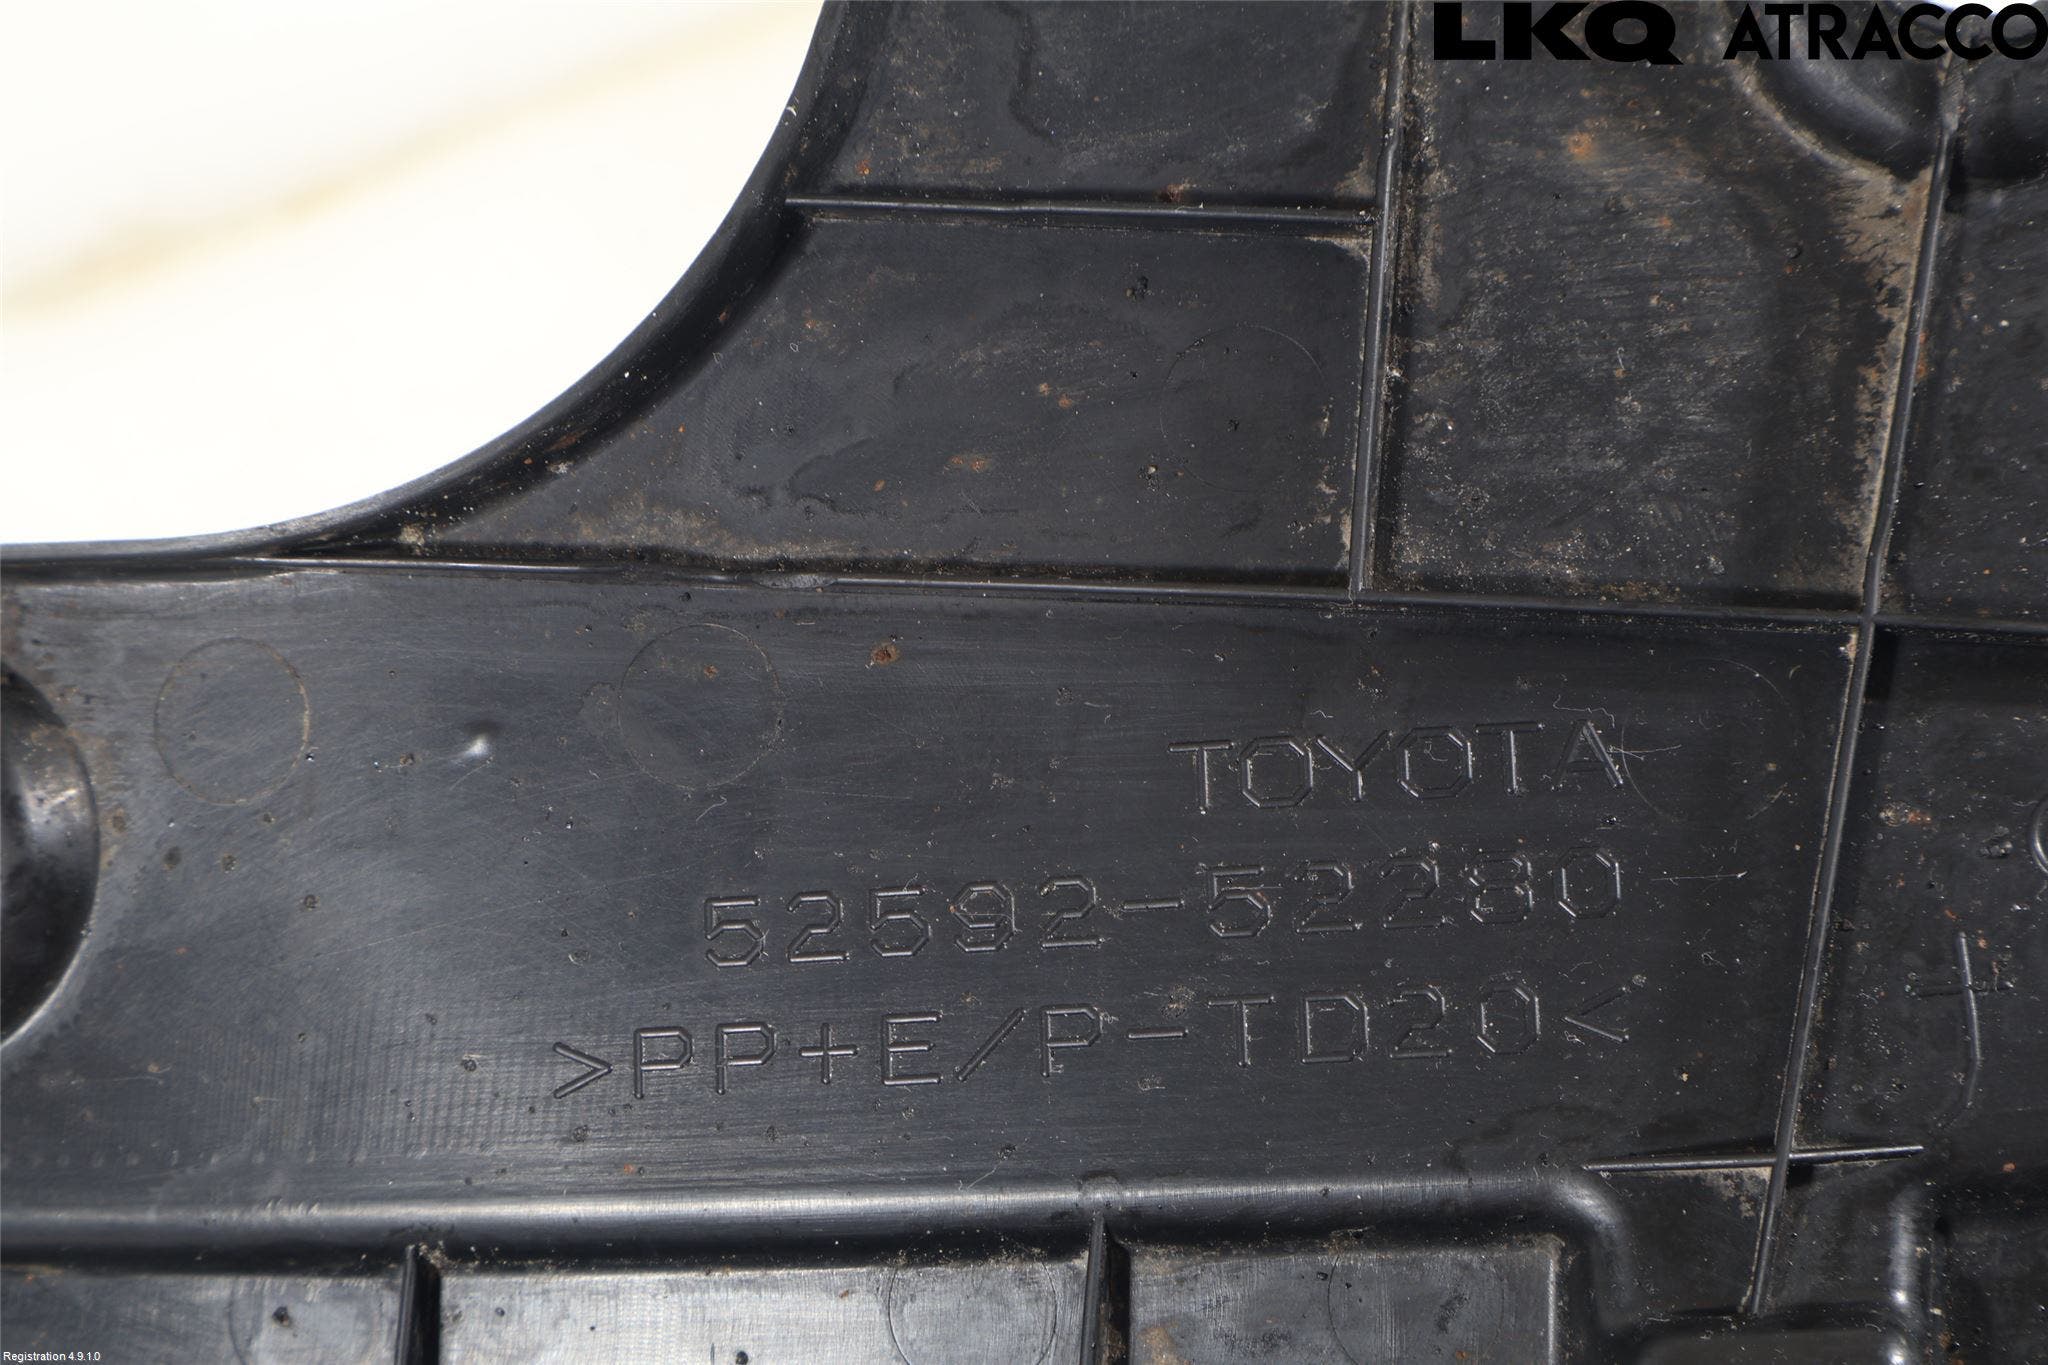 LKQ ATRACCO
TOYOTA
52592-52280
>PP+E/P-TD20<
Registration 4.9.1.0